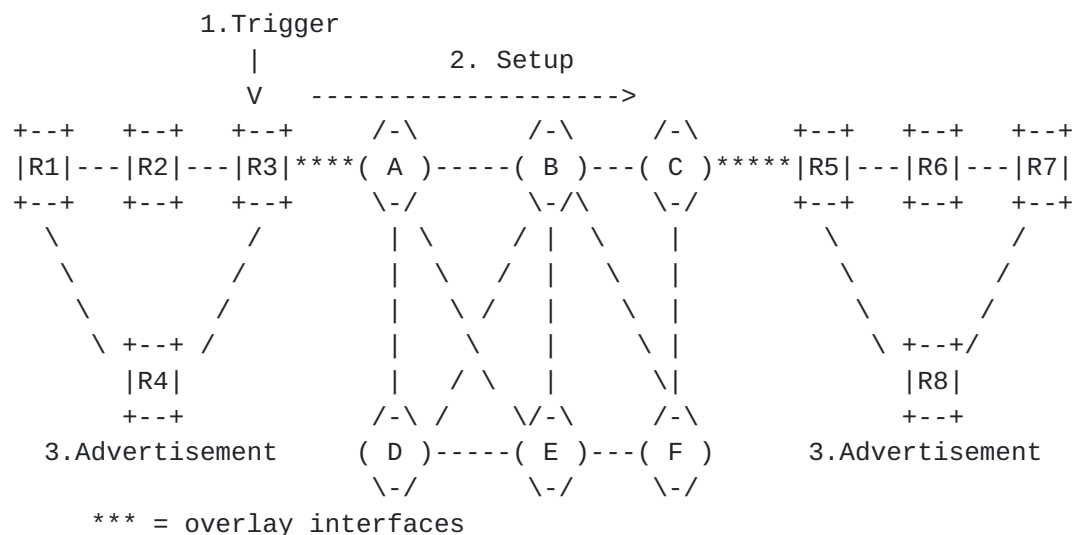 1.Trigger
               |            2. Setup
               V   -------------------->
+--+   +--+   +--+     /-\       /-\     /-\      +--+   +--+   +--+
|R1|---|R2|---|R3|****( A )-----( B )---( C )*****|R5|---|R6|---|R7|
+--+   +--+   +--+     \-/       \-/\    \-/      +--+   +--+   +--+
  \            /        | \     / |  \    |         \           /
   \          /         |  \   /  |   \   |          \         /
    \        /          |   \ /   |    \  |           \       /
     \ +--+ /           |    \    |     \ |            \ +--+/
       |R4|             |   / \   |      \|              |R8|
       +--+            /-\ /    \/-\     /-\             +--+
  3.Advertisement     ( D )-----( E )---( F )      3.Advertisement
                       \-/       \-/     \-/
     *** = overlay interfaces